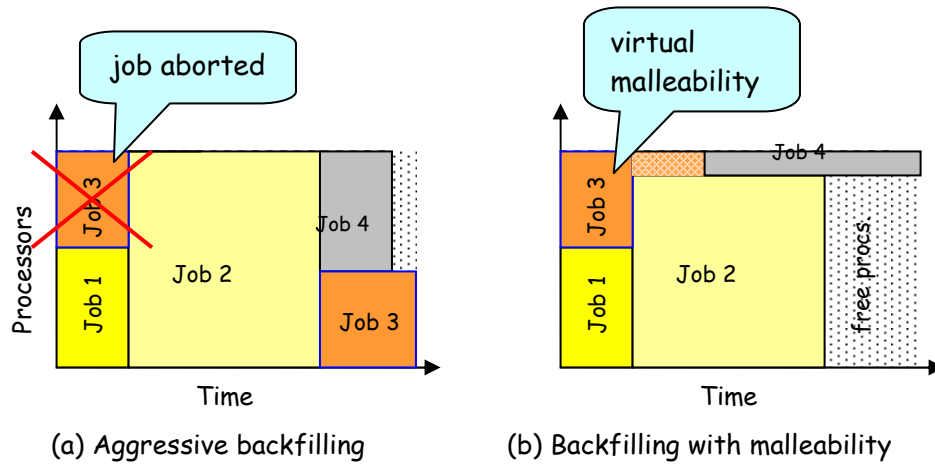 job aborted
Processors
Job 3
Job 1
Job 2
Job 4
Job 3
Time
(a) Aggressive backfilling
virtual
malleability
Job 3
Job 1
Job 4
Job 2
free procs.
Time
(b) Backfilling with malleability